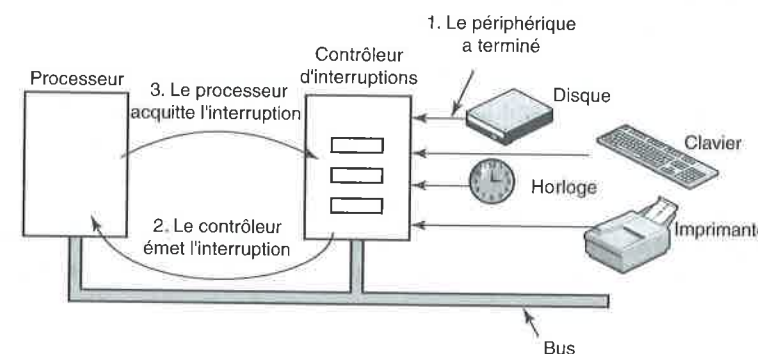 1. Le périphérique
a terminé
Contrôleur
d'interruptions
Processeur
3. Le processeur
acquitte l'interruption
Disque
Clavier
Horloge
2. Le contrôleur
émet l'interruption
Imprimante
Bus